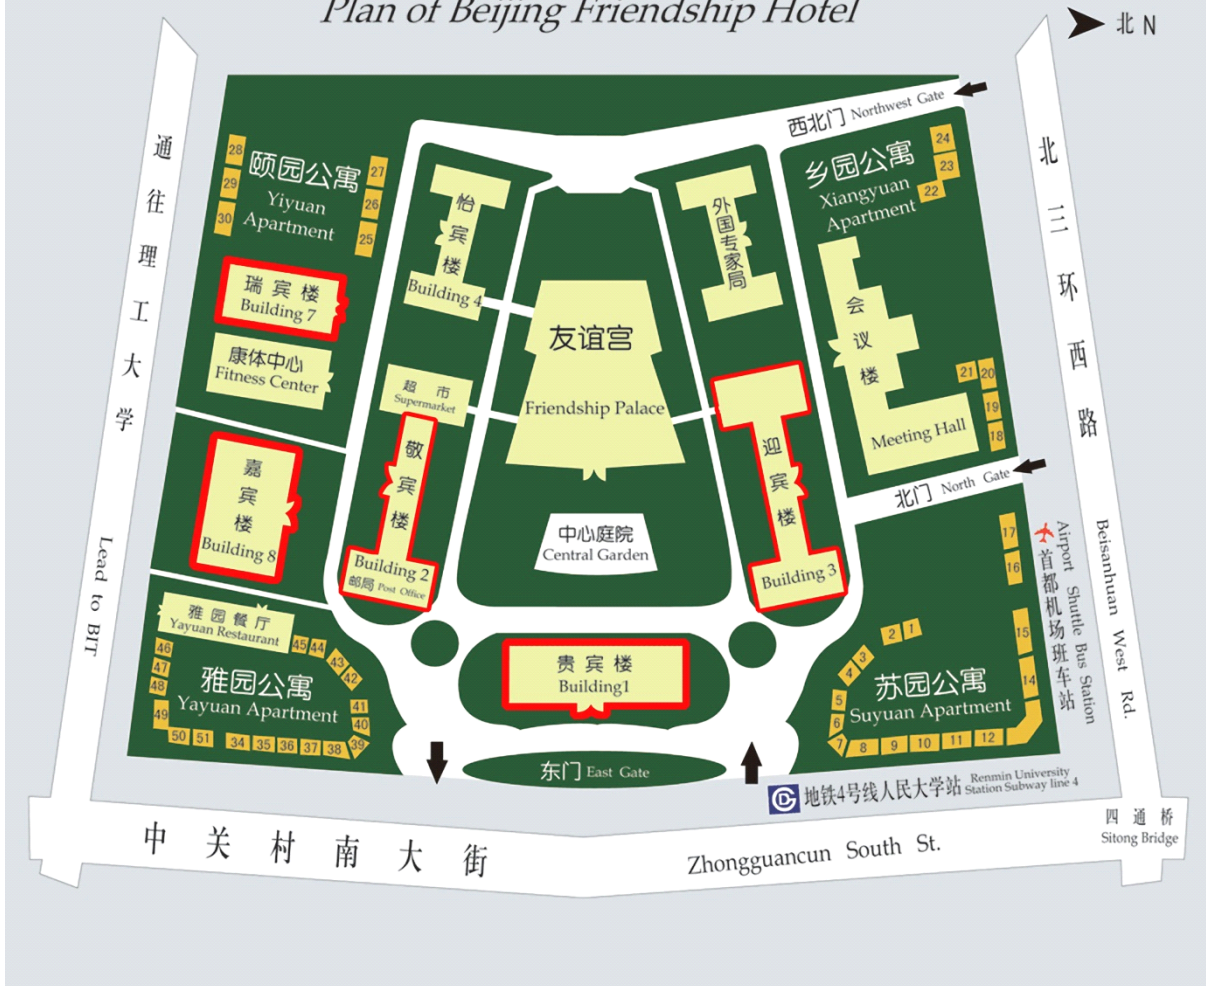 Plan of Beijing Friendship Hotel
北 N
西北门 Northwest Gate
通往理工大学
Lead to BIT
北三环西路
Beisanhuan West Rd.
28
29
30
颐园公寓
Yiyuan
Apartment
27
26
25
怡宾楼
Building 4
外国专家局
乡园公寓
Xiangyuan
Apartment
24
23
22
瑞宾楼
Building 7
康体中心
Fitness Center
超市
Supermarket
友谊宫
Friendship Palace
会议楼
Meeting Hall
21
20
19
18
嘉宾楼
Building 8
敬宾楼
Building 2
邮局 Post Office
中心庭院
Central Garden
迎宾楼
Building 3
北门 North Gate
17
16
15
14
首都机场班车站
Airport Shuttle Bus Station
雅园餐厅
Yayuan Restaurant
45
44
43
42
41
40
39
38
37
36
35
34
51
50
49
48
47
46
雅园公寓
Yayuan Apartment
贵宾楼
Building1
2
1
3
4
5
6
7
8
9
10
11
12
苏园公寓
Suyuan Apartment
东门 East Gate
地铁4号线人民大学站
Renmin University
Station Subway line 4
四通桥
Sitong Bridge
中关村南大街
Zhongguancun South St.